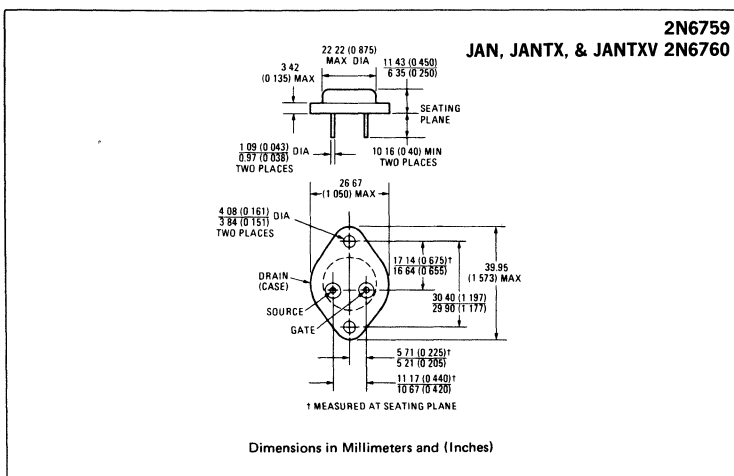 2N6759
JAN, JANTX, & JANTXV 2N6760
22 22 (0 875)
MAX DIA
3 42
(0 135) MAX
11 43 (0 450)
6 35 (0 250)
SEATING
PLANE
1 09 (0 043)
0.97 (0 038)
DIA
TWO PLACES
10 16 (0 40) MIN
TWO PLACES
26 67
(1 050) MAX
4 08 (0 161)
3 84 (0 151)
DIA
TWO PLACES
17 14 (0 675)†
16 64 (0 655)
39.95
(1 573) MAX
DRAIN
(CASE)
30 40 (1 197)
29 90 (1 177)
SOURCE
GATE
5 71 (0 225)†
5 21 (0 205)
11 17 (0 440)†
10 67 (0 420)
† MEASURED AT SEATING PLANE
Dimensions in Millimeters and (Inches)